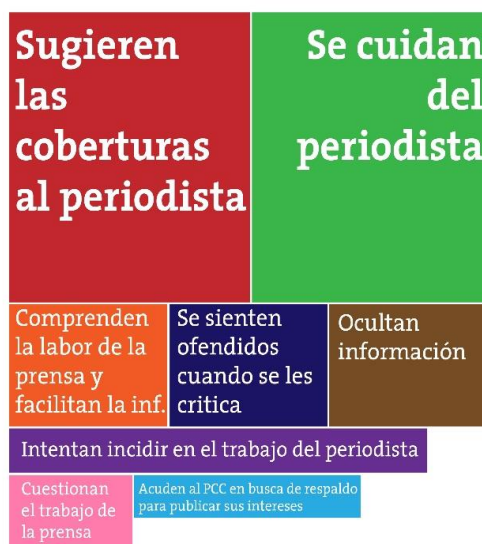 Sugieren
las
coberturas
al periodista
Se cuidan
del
periodista
Comprenden
la labor de la
prensa y
facilitan la inf.
Se sienten
ofendidos
cuando se les
critica
Ocultan
información
Intentan incidir en el trabajo del periodista
Cuestionan
el trabajo de
la prensa
Acuden al PCC en busca de respaldo
para publicar sus intereses